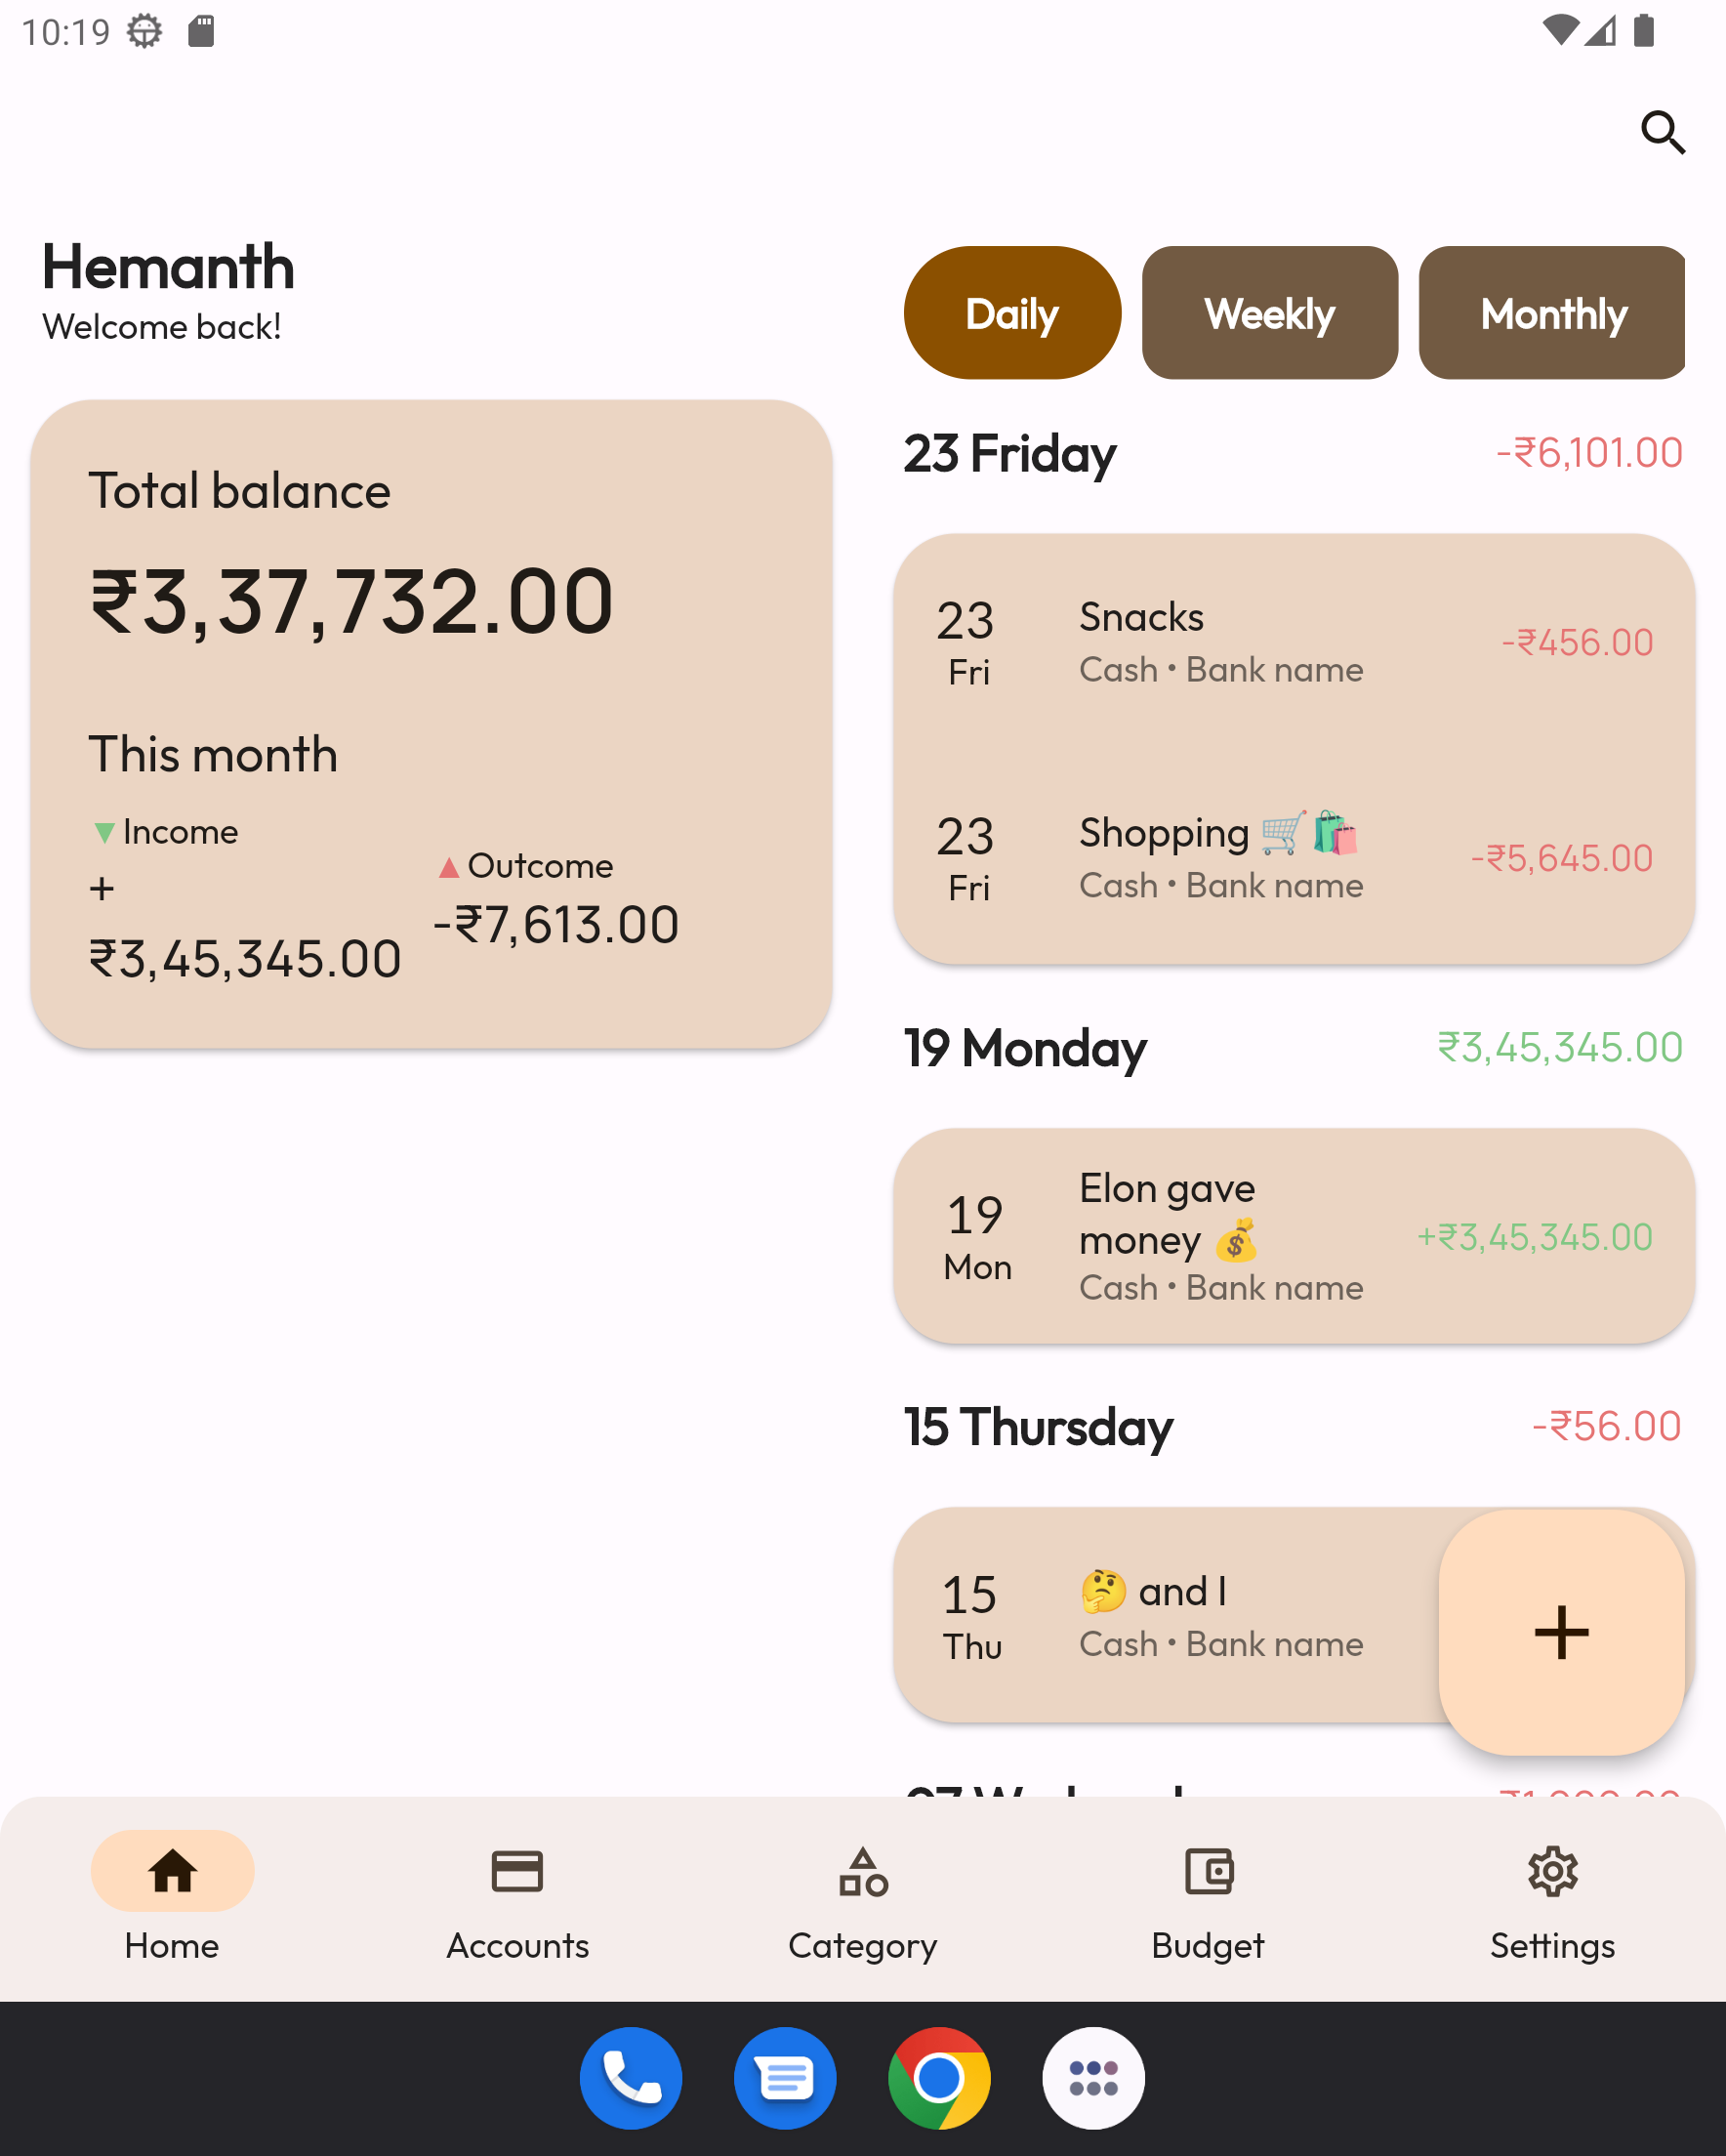 10:19
Hemanth
Welcome back!
Total balance
₹3,37,732.00
This month
▼Income
+
₹3,45,345.00
▲Outcome
-₹7,613.00
Daily
Weekly
Monthly
23 Friday
-₹6,101.00
23
Fri
Snacks
Cash • Bank name
-₹456.00
23
Fri
Shopping 🛒🛍️
Cash • Bank name
-₹5,645.00
19 Monday
₹3,45,345.00
19
Mon
Elon gave
money 💰
Cash • Bank name
+₹3,45,345.00
15 Thursday
-₹56.00
15
Thu
🤔 and I
Cash • Bank name
+
Home
Accounts
Category
Budget
Settings